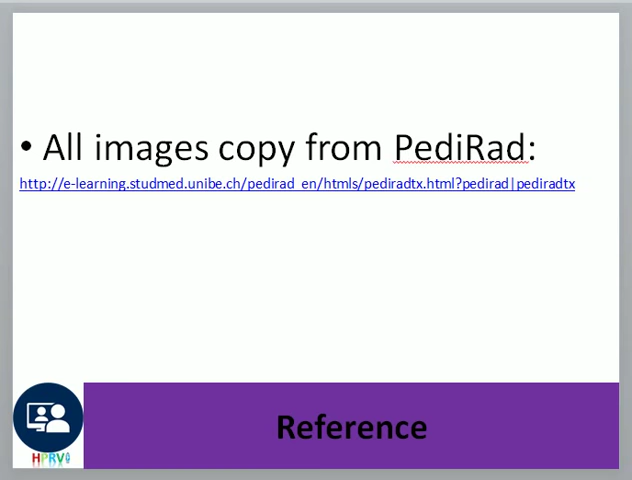 • All images copy from PediRad:
http://e-learning.studmed.unibe.ch/pedirad_en/htmls/pediradtx.html?pedirad|pediradtx
Reference
HPRV